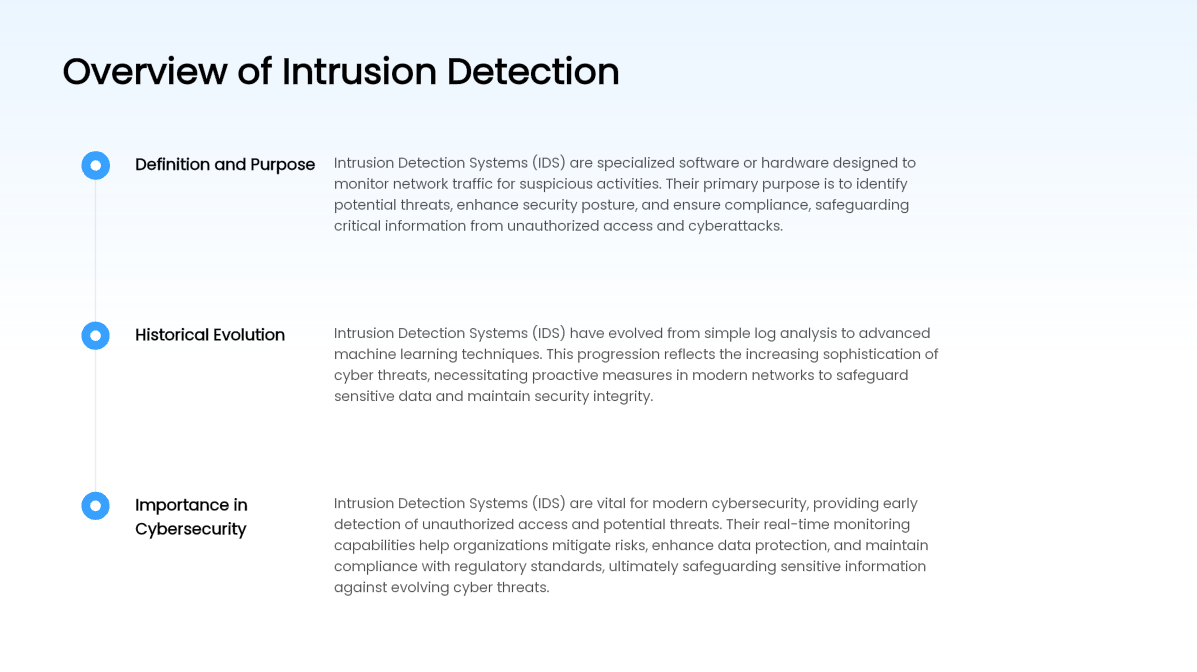 Overview of Intrusion Detection
Definition and Purpose
Intrusion Detection Systems (IDS) are specialized software or hardware designed to
monitor network traffic for suspicious activities. Their primary purpose is to identify
potential threats, enhance security posture, and ensure compliance, safeguarding
critical information from unauthorized access and cyberattacks.
Historical Evolution
Intrusion Detection Systems (IDS) have evolved from simple log analysis to advanced
machine learning techniques. This progression reflects the increasing sophistication of
cyber threats, necessitating proactive measures in modern networks to safeguard
sensitive data and maintain security integrity.
Importance in
Cybersecurity
Intrusion Detection Systems (IDS) are vital for modern cybersecurity, providing early
detection of unauthorized access and potential threats. Their real-time monitoring
capabilities help organizations mitigate risks, enhance data protection, and maintain
compliance with regulatory standards, ultimately safeguarding sensitive information
against evolving cyber threats.